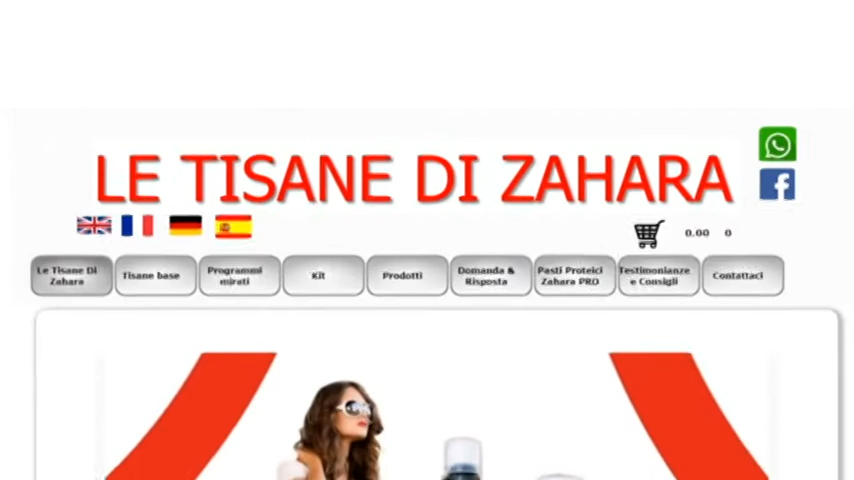 LE TISANE DI ZAHARA
0.00 0
Le Tisane Di
Zahara
Tisane base
Programmi
mirati
Kit
Prodotti
Domanda &
Risposta
Pasti Proteici
Zahara PRO
Testimonianze
e Consigli
Contattaci